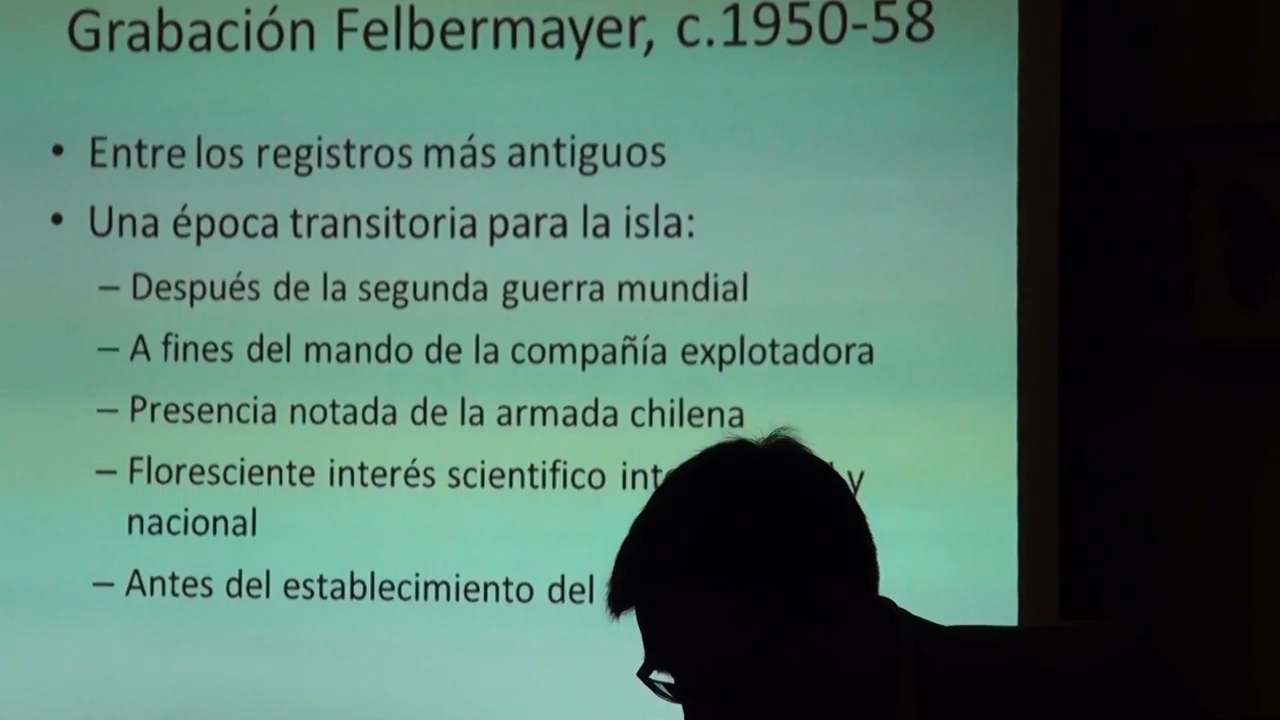 Grabación Felbermayer, c.1950-58
• Entre los registros más antiguos
• Una época transitoria para la isla:
– Después de la segunda guerra mundial
– A fines del mando de la compañía explotadora
– Presencia notada de la armada chilena
– Floresciente interés scientifico y
nacional
– Antes del establecimiento del